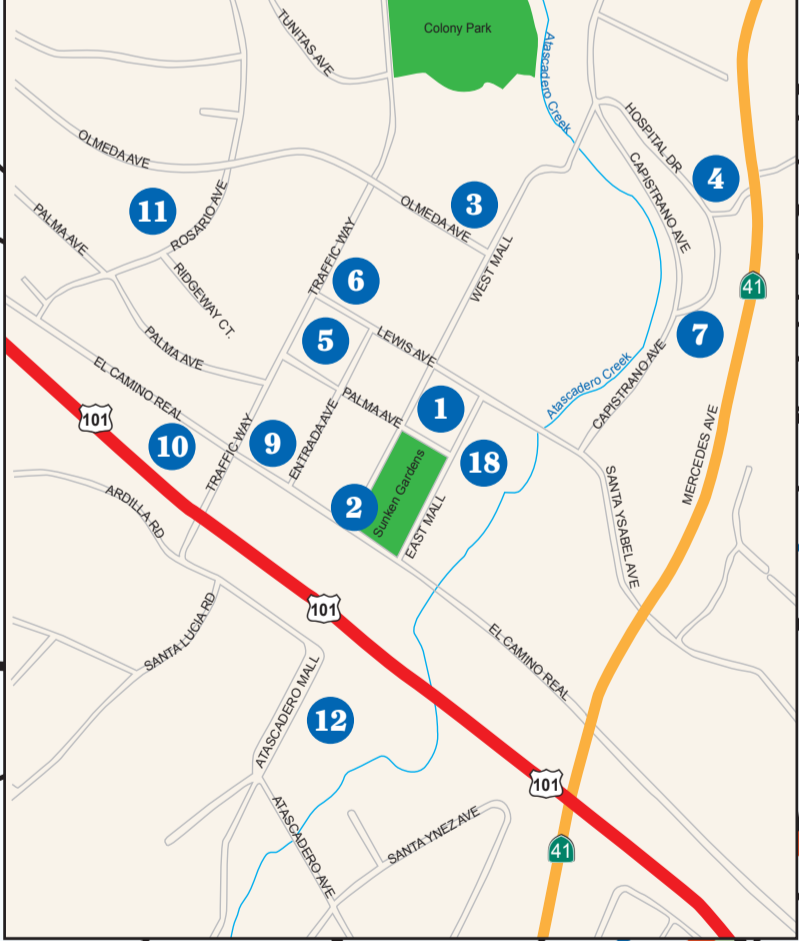 TUNITAS AVE
Colony Park
Atascadero Creek
HOSPITAL DR
CAPISTRANO AVE
4
OLMEDA AVE
11
ROSARIO AVE
PALMA AVE
RIDGEWAY CT.
3
OLMEDA AVE
WEST MALL
TRAFFIC WAY
6
41
5
LEWIS AVE
7
PALMA AVE
EL CAMINO REAL
Atascadero Creek
CAPISTRANO AVE
PALMA AVE
1
101
10
TRAFFIC WAY
9
ENTRADA AVE
18
MERCEDES AVE
ARDILLA RD
2
Sunken Gardens
EAST MALL
SANTA YSABEL AVE
101
SANTA LUCIA RD
EL CAMINO REAL
ATASCADERO MALL
12
101
ATASCADERO AVE
SANTA YNEZ AVE
41